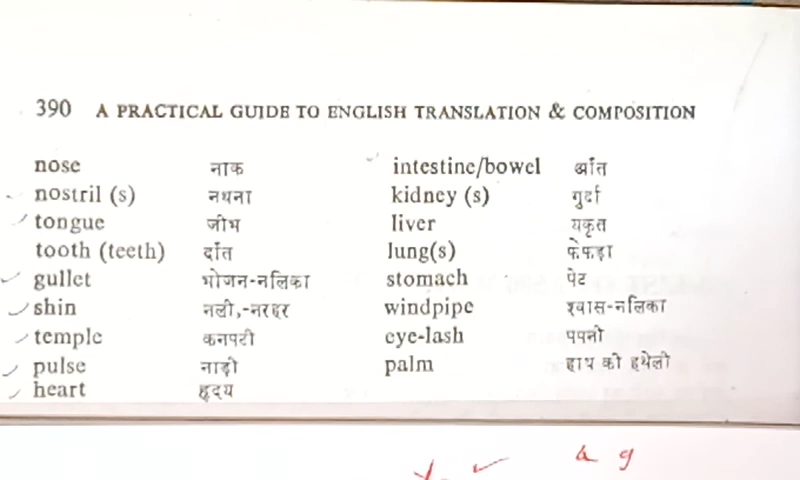 390 A PRACTICAL GUIDE TO ENGLISH TRANSLATION & COMPOSITION
nose नाक
nostril (s) नथना
tongue जीभ
tooth (teeth) दाँत
gullet भोजन-नलिका
shin नली,-नरहर
temple कनपटी
pulse नाड़ी
heart हृदय
intestine/bowel आँत
kidney (s) गुर्दा
liver यकृत
lung(s) फेफड़ा
stomach पेट
windpipe श्वास-नलिका
eye-lash पपनी
palm हाथ की हथेली